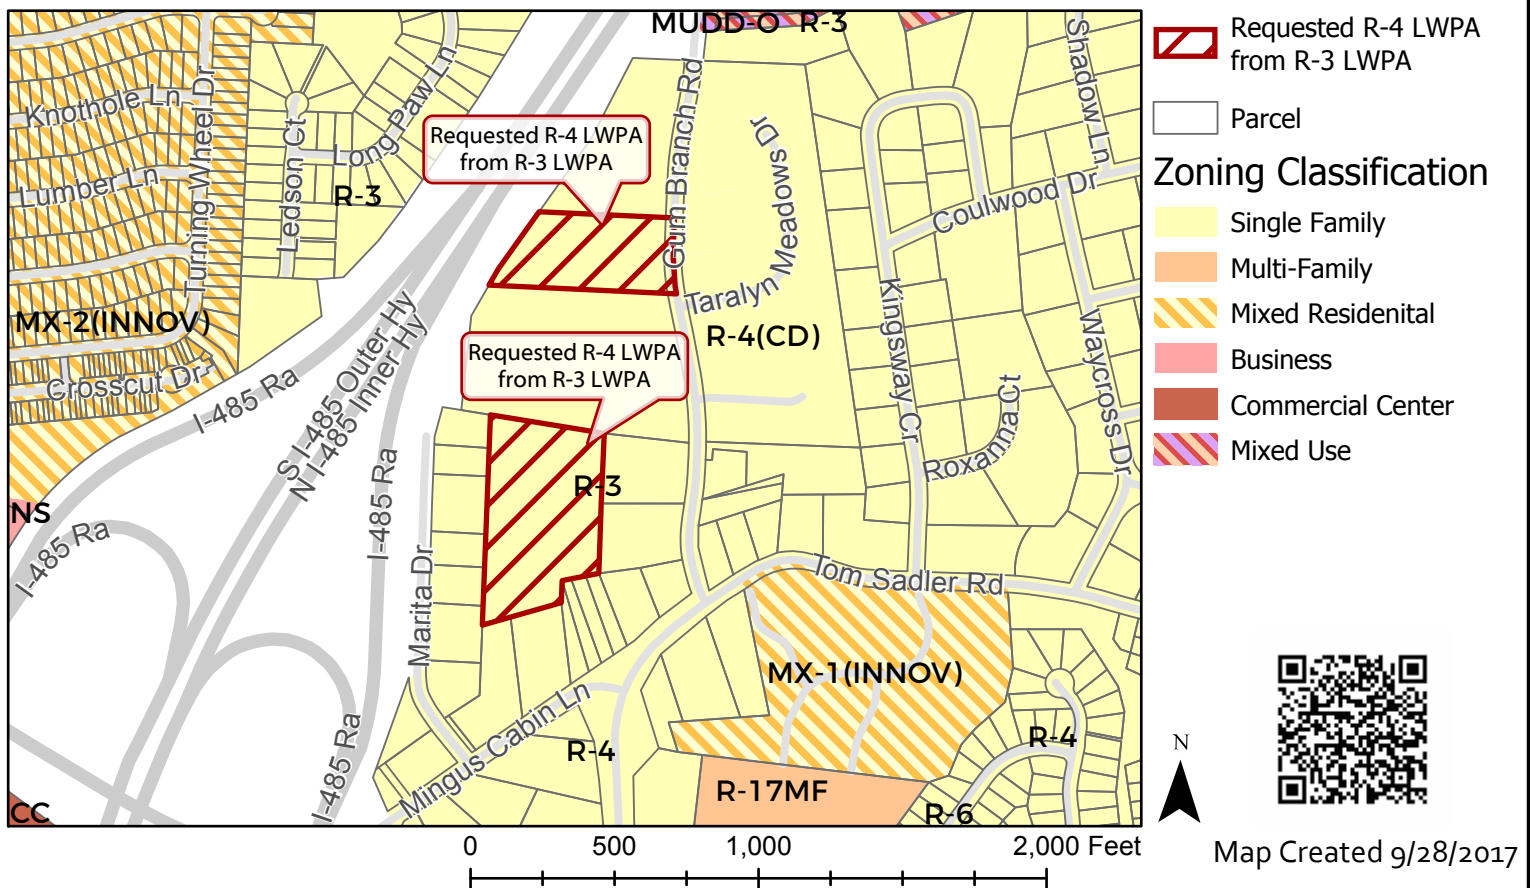 MUDD-O R-3
Shadow Ln
Knothole Ln
Turning Wheel Dr
Ledson Ct
Long Paw Ln
Requested R-4 LWPA
from R-3 LWPA
Gum Branch Rd
Taralyn Meadows Dr
Lumber Ln
R-3
Coulwood Dr
MX-2(INNOV)
S I-485 Outer Hy
N I-485 Inner Hy
R-4(CD)
Kingsway Cr
Waycross Dr
Requested R-4 LWPA
from R-3 LWPA
Crosscut Dr
I-485 Ra
I-485 Ra
Roxanna Ct
R-3
NS
I-485 Ra
Marita Dr
Tom Sadler Rd
MX-1(INNOV)
Mingus Cabin Ln
I-485 Ra
R-4
R-4
R-17MF
R-6
CC
0 500 1,000 2,000 Feet
Requested R-4 LWPA
from R-3 LWPA
Parcel
Zoning Classification
Single Family
Multi-Family
Mixed Residenital
Business
Commercial Center
Mixed Use
N
Map Created 9/28/2017